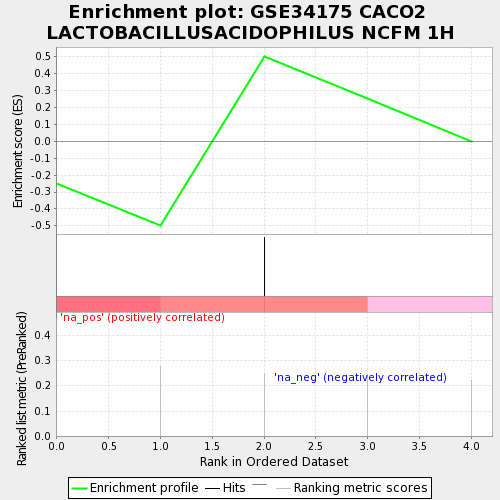 Enrichment plot: GSE34175 CACO2
LACTOBACILLUSACIDOPHILUS NCFM 1H
Enrichment score (ES)
0.5
0.4
0.3
0.2
0.1
0.0
-0.1
-0.2
-0.3
-0.4
-0.5
'na_pos' (positively correlated)
'na_neg' (negatively correlated)
Ranked list metric (PreRanked)
0.4
0.3
0.2
0.1
0.0
0.0 0.5 1.0 1.5 2.0 2.5 3.0 3.5 4.0
Rank in Ordered Dataset
Enrichment profile Hits Ranking metric scores